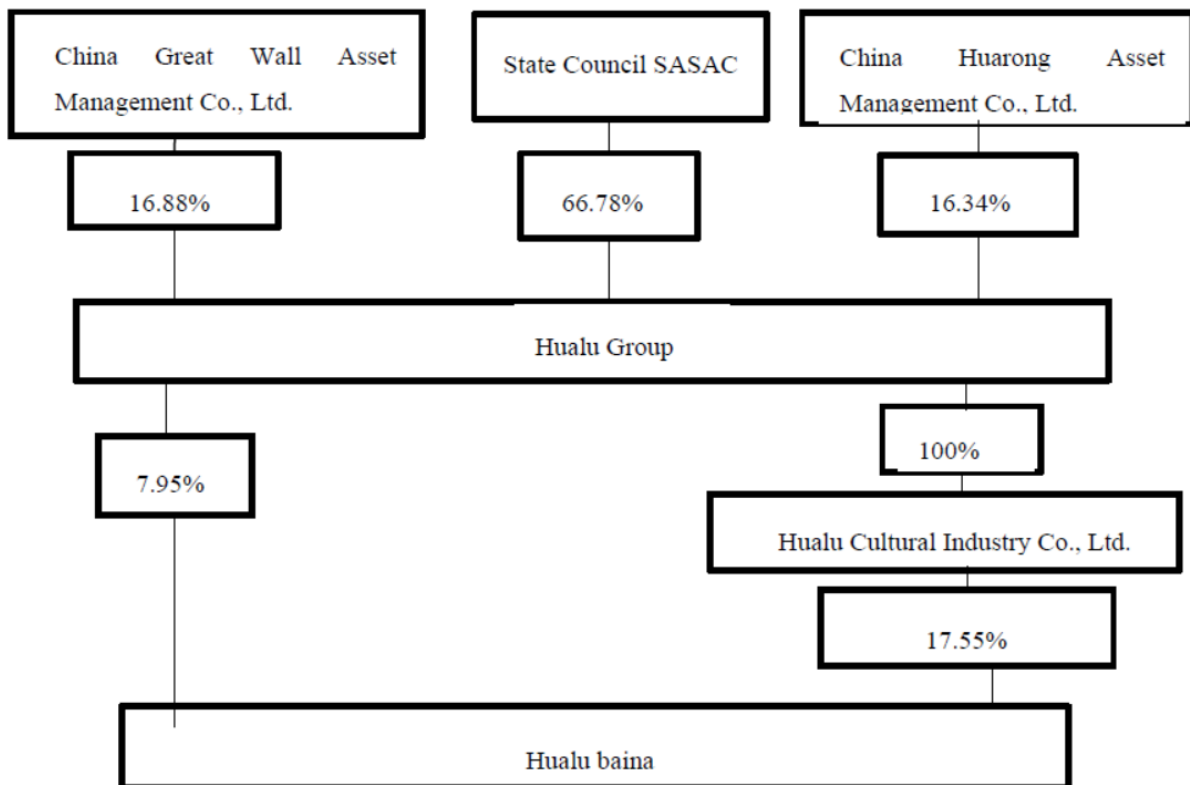 China Great Wall Asset
Management Co., Ltd.
State Council SASAC
China Huarong Asset
Management Co., Ltd.
16.88%
66.78%
16.34%
Hualu Group
7.95%
100%
Hualu Cultural Industry Co., Ltd.
17.55%
Hualu baina